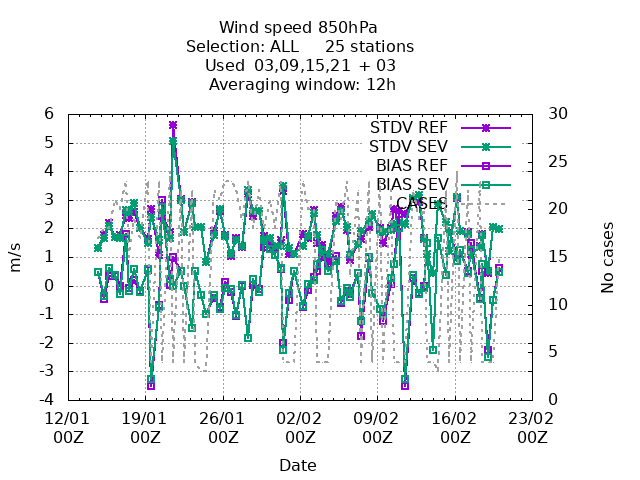 Wind speed 850hPa
Selection: ALL     25 stations
Used  03,09,15,21 + 03
Averaging window: 12h
STDV REF
STDV SEV
BIAS REF
BIAS SEV
CASES
m/s
6
5
4
3
2
1
0
-1
-2
-3
-4
No cases
30
25
20
15
10
5
0
12/01 19/01 26/01 02/02 09/02 16/02 23/02
00Z 00Z 00Z 00Z 00Z 00Z 00Z
Date